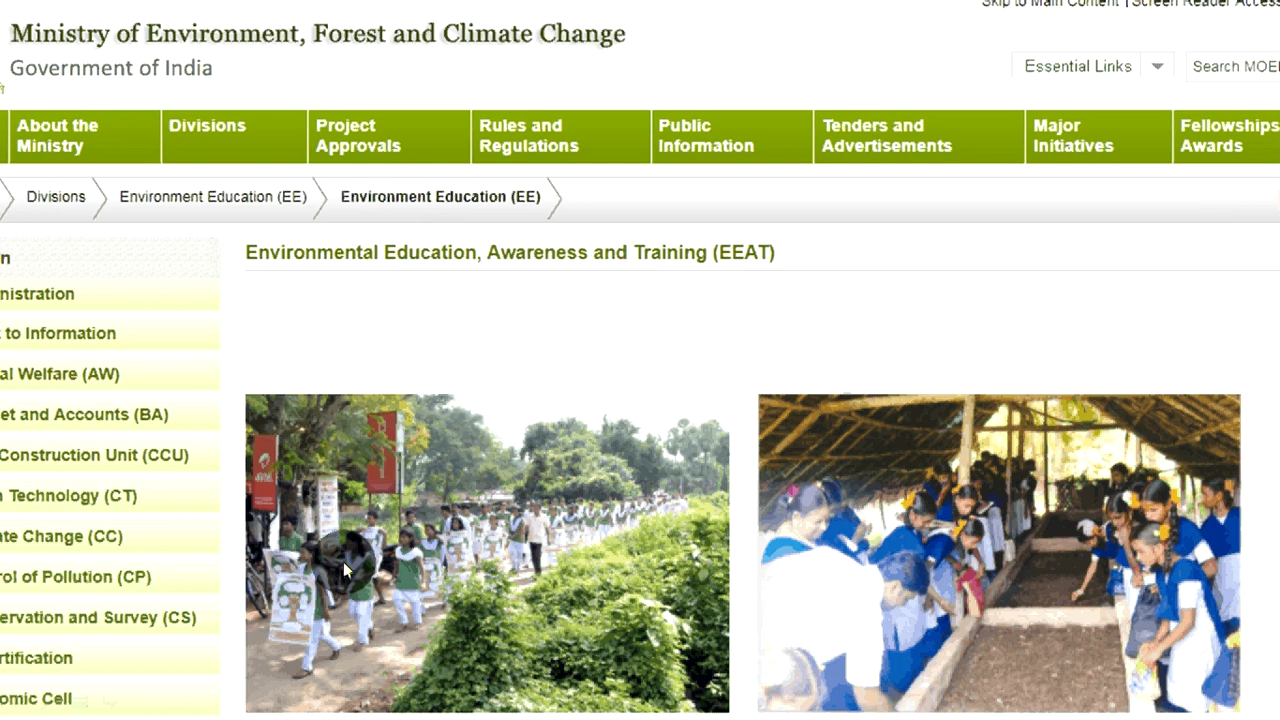 Skip to Main Content | Screen Reader Access
Ministry of Environment, Forest and Climate Change
Government of India
Essential Links
Search MOE
About the
Ministry
Divisions
Project
Approvals
Rules and
Regulations
Public
Information
Tenders and
Advertisements
Major
Initiatives
Fellowships
Awards
Divisions
Environment Education (EE)
Environment Education (EE)
n
Environmental Education, Awareness and Training (EEAT)
nistration
to Information
al Welfare (AW)
et and Accounts (BA)
Construction Unit (CCU)
n Technology (CT)
ate Change (CC)
rol of Pollution (CP)
ervation and Survey (CS)
rtification
omic Cell